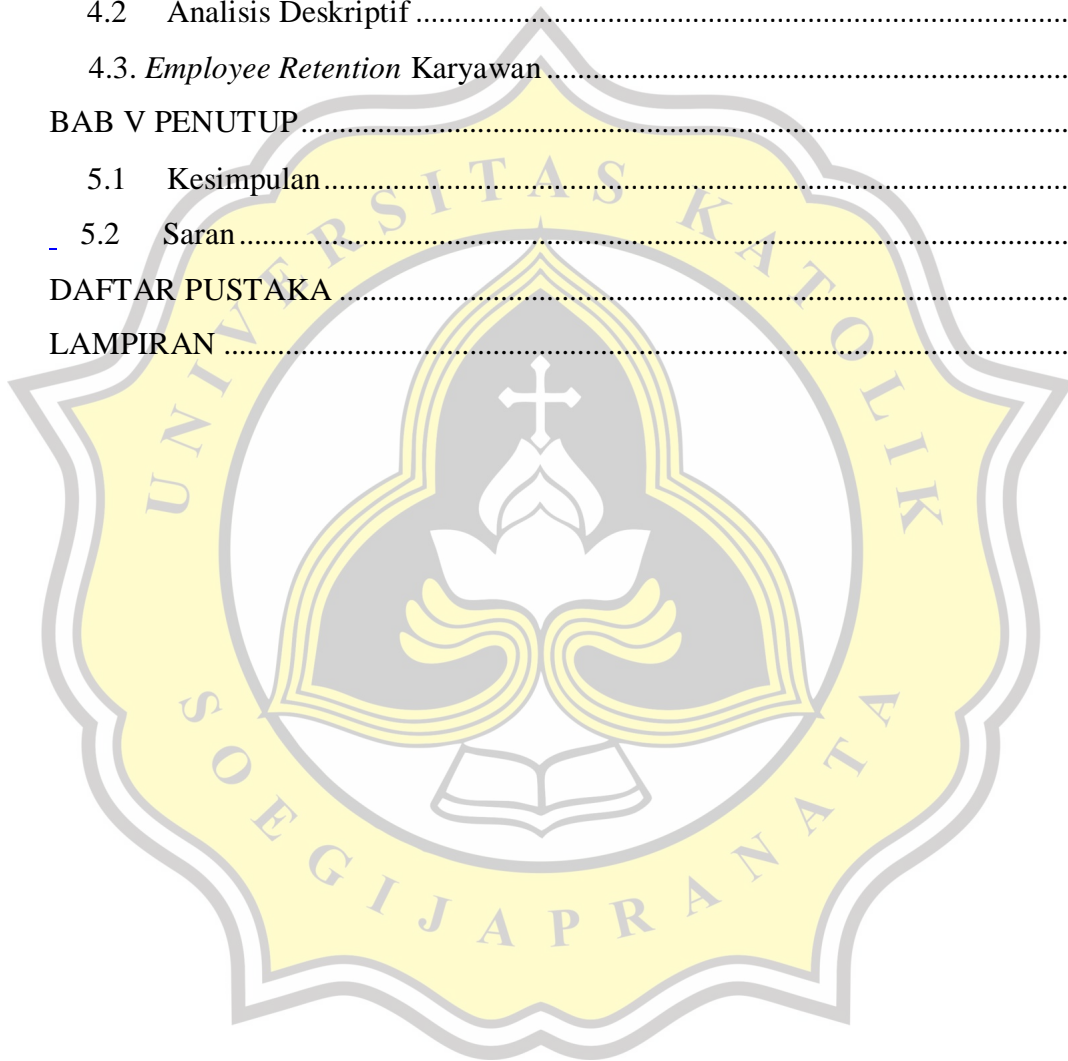 4.2 Analisis Deskriptif ........................................................................
4.3. Employee Retention Karyawan ........................................................................
BAB V PENUTUP ........................................................................
5.1 Kesimpulan ........................................................................
5.2 Saran ........................................................................
DAFTAR PUSTAKA ........................................................................
LAMPIRAN ........................................................................
UNIVERSITAS KATOLIK
SOEGIJAPRANATA